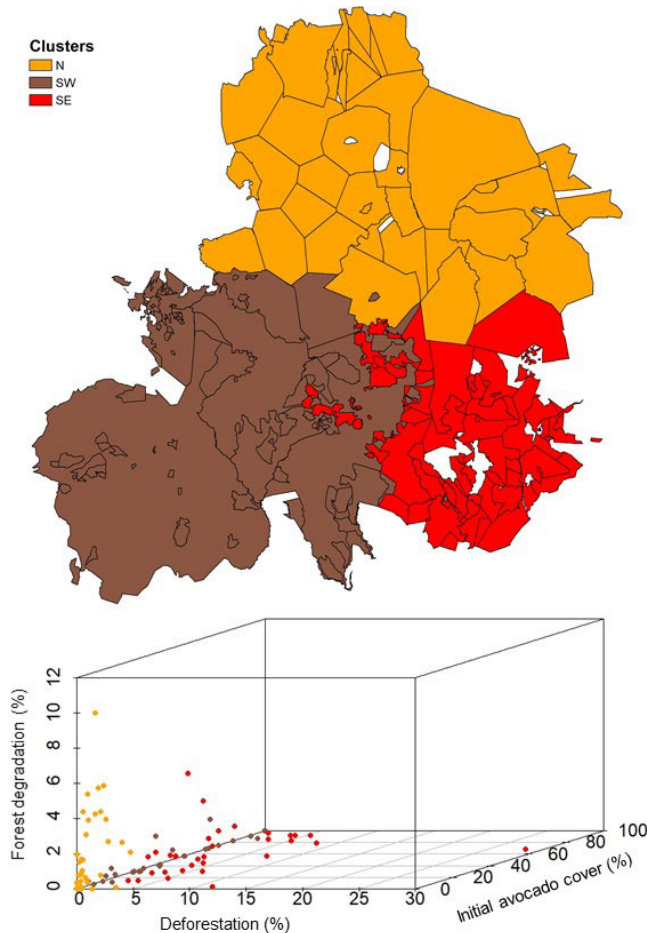 Clusters
N
SW
SE
12
10
8
6
4
2
0
Forest degradation (%)
0 5 10 15 20 25 30
Deforestation (%)
0 20 40 60 80 100
Initial avocado cover (%)